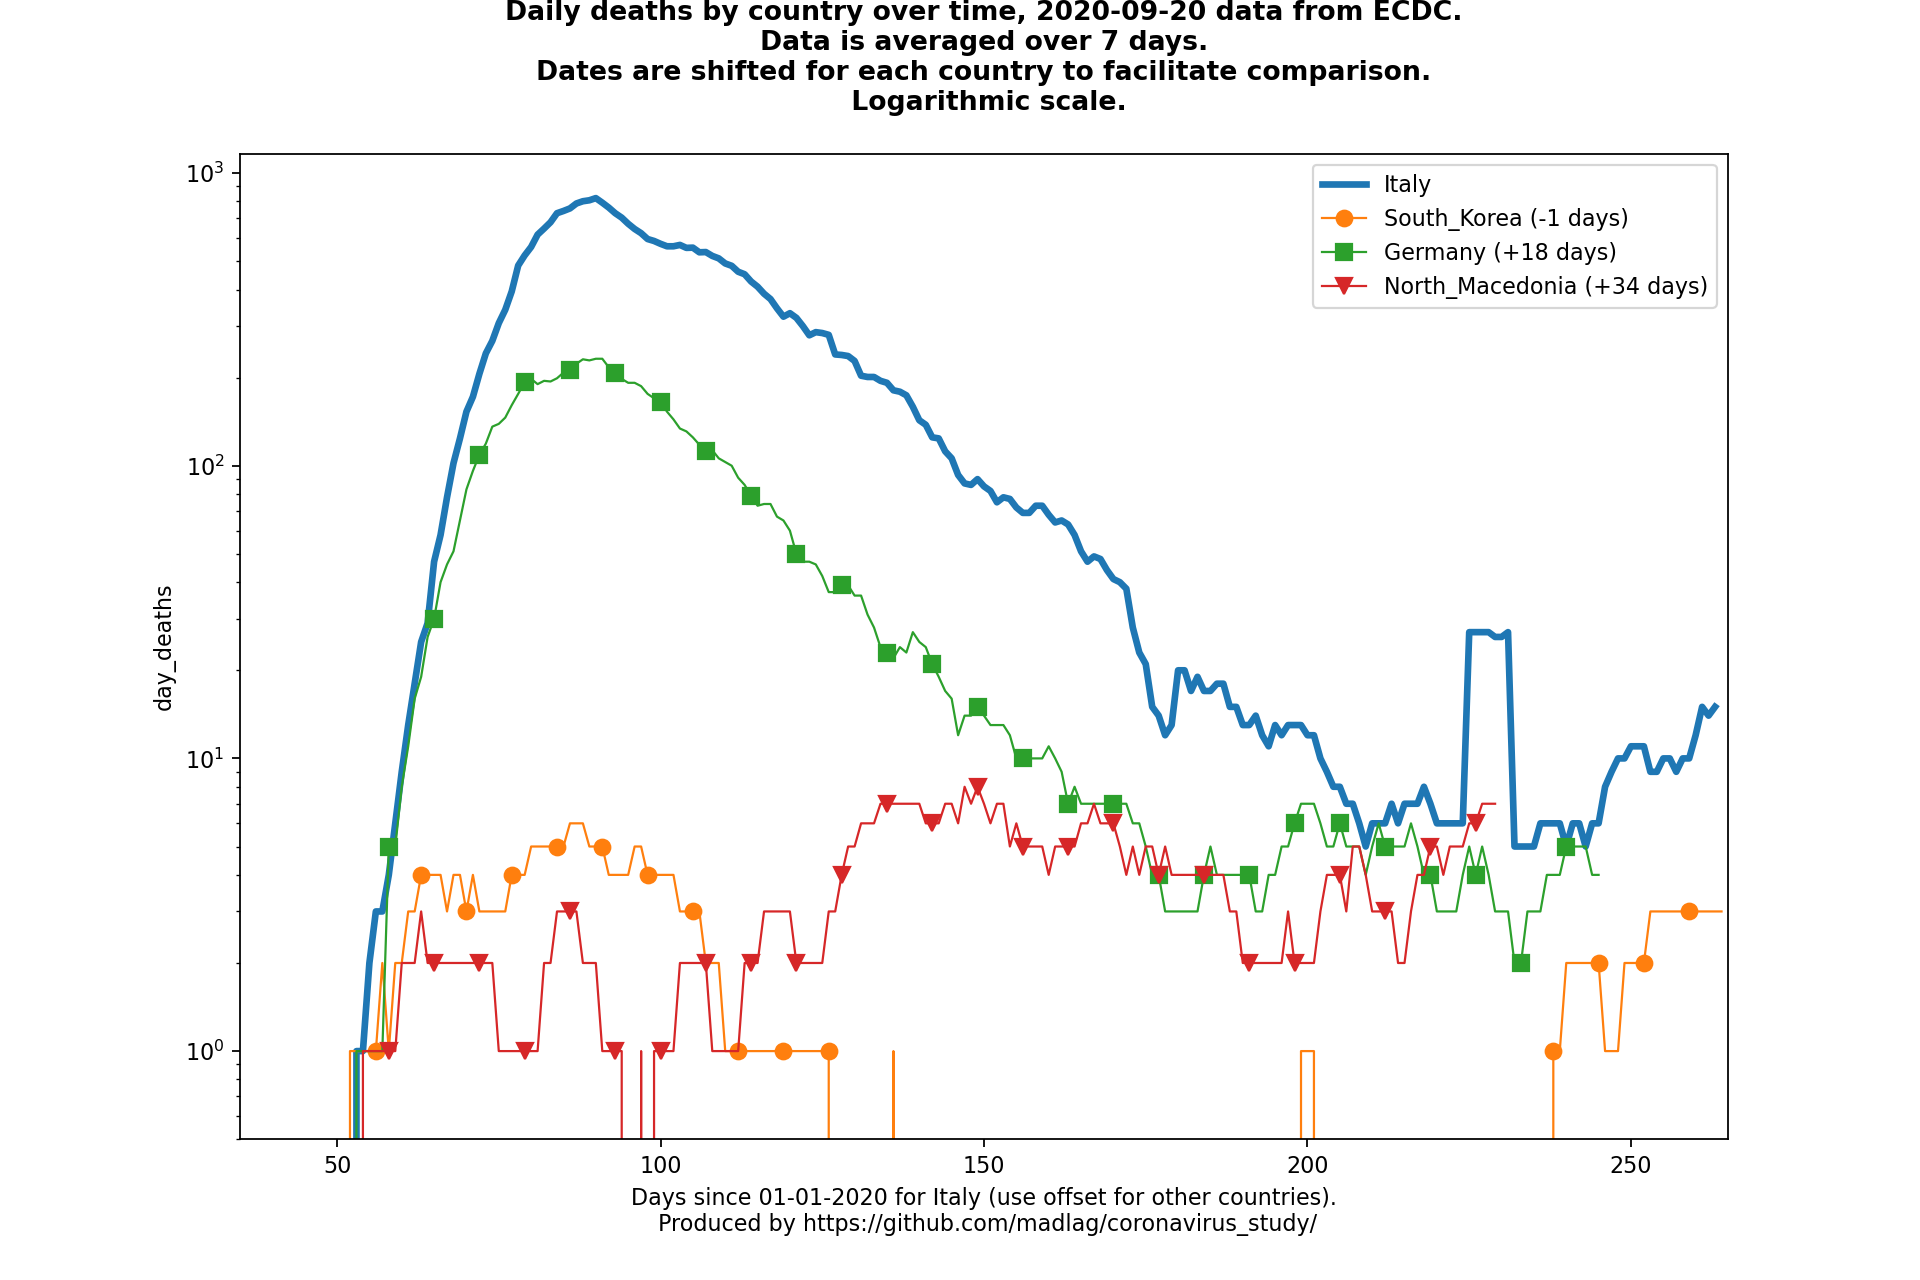 Daily deaths by country over time, 2020-09-20 data from ECDC.
Data is averaged over 7 days.
Dates are shifted for each country to facilitate comparison.
Logarithmic scale.
10³
10²
10¹
10⁰
day_deaths
Italy
South_Korea (-1 days)
Germany (+18 days)
North_Macedonia (+34 days)
50 100 150 200 250
Days since 01-01-2020 for Italy (use offset for other countries).
Produced by https://github.com/madlag/coronavirus_study/